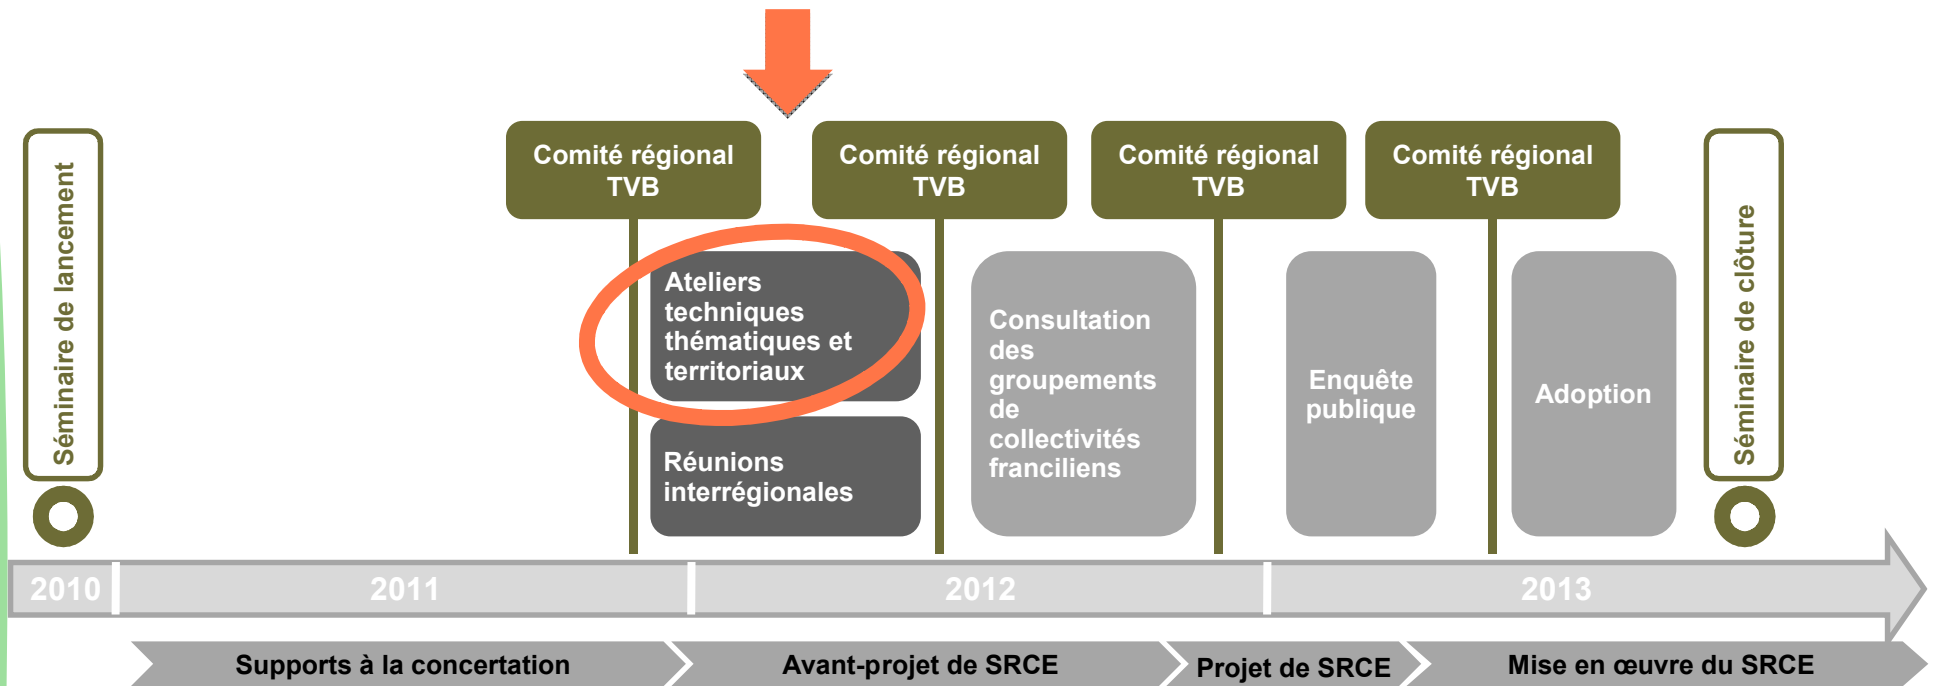 Séminaire de lancement
Comité régional
TVB
Comité régional
TVB
Comité régional
TVB
Comité régional
TVB
Séminaire de clôture
Ateliers
techniques
thématiques et
territoriaux
Réunions
interrégionales
Consultation
des
groupements
de
collectivités
franciliens
Enquête
publique
Adoption
2010
2011
2012
2013
Supports à la concertation
Avant-projet de SRCE
Projet de SRCE
Mise en œuvre du SRCE